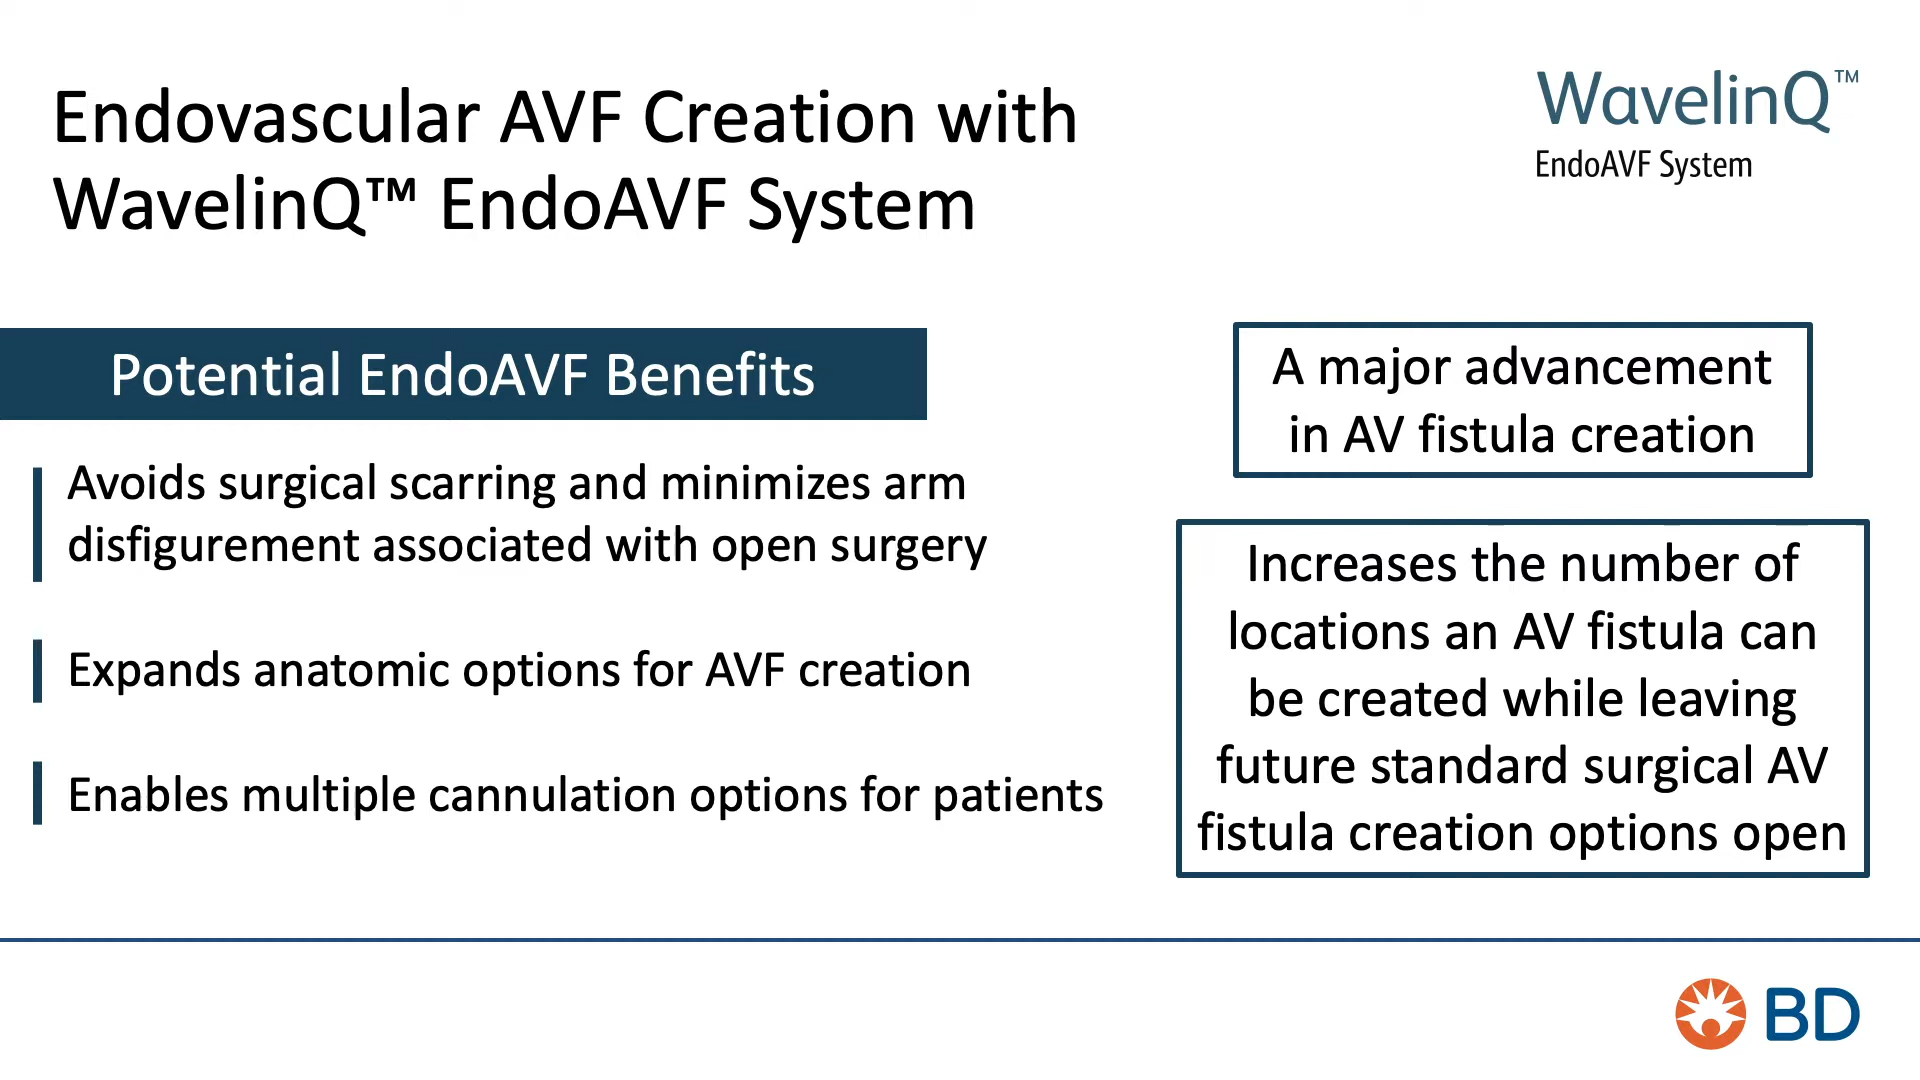 Endovascular AVF Creation with
WavelinQ™ EndoAVF System
WavelinQ™
EndoAVF System
Potential EndoAVF Benefits
Avoids surgical scarring and minimizes arm
disfigurement associated with open surgery
Expands anatomic options for AVF creation
Enables multiple cannulation options for patients
A major advancement
in AV fistula creation
Increases the number of
locations an AV fistula can
be created while leaving
future standard surgical AV
fistula creation options open
BD